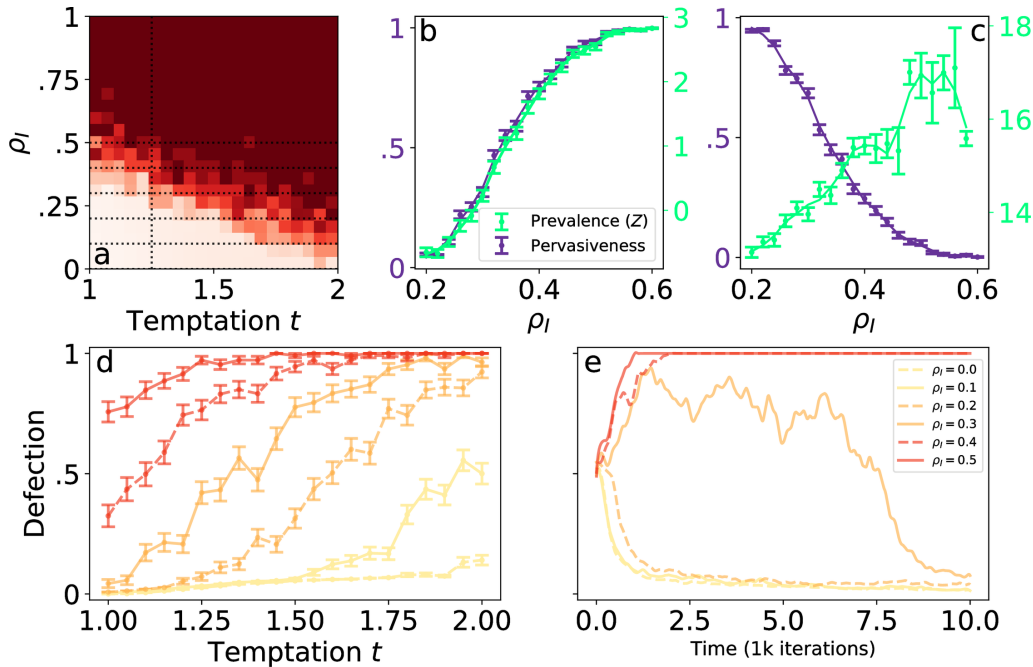 1
.75
ρI
.5
.25
0
a
1
1.5
2
Temptation t
b
1
.5
0
3
2
1
0
Prevalence (Z)
Pervasiveness
0.2
0.4
0.6
ρI
c
1
.5
0
18
16
14
0.2
0.4
0.6
ρI
d
1
.5
0
Defection
1.00
1.25
1.50
1.75
2.00
Temptation t
e
ρI = 0.0
ρI = 0.1
ρI = 0.2
ρI = 0.3
ρI = 0.4
ρI = 0.5
0.0
2.5
5.0
7.5
10.0
Time (1k iterations)